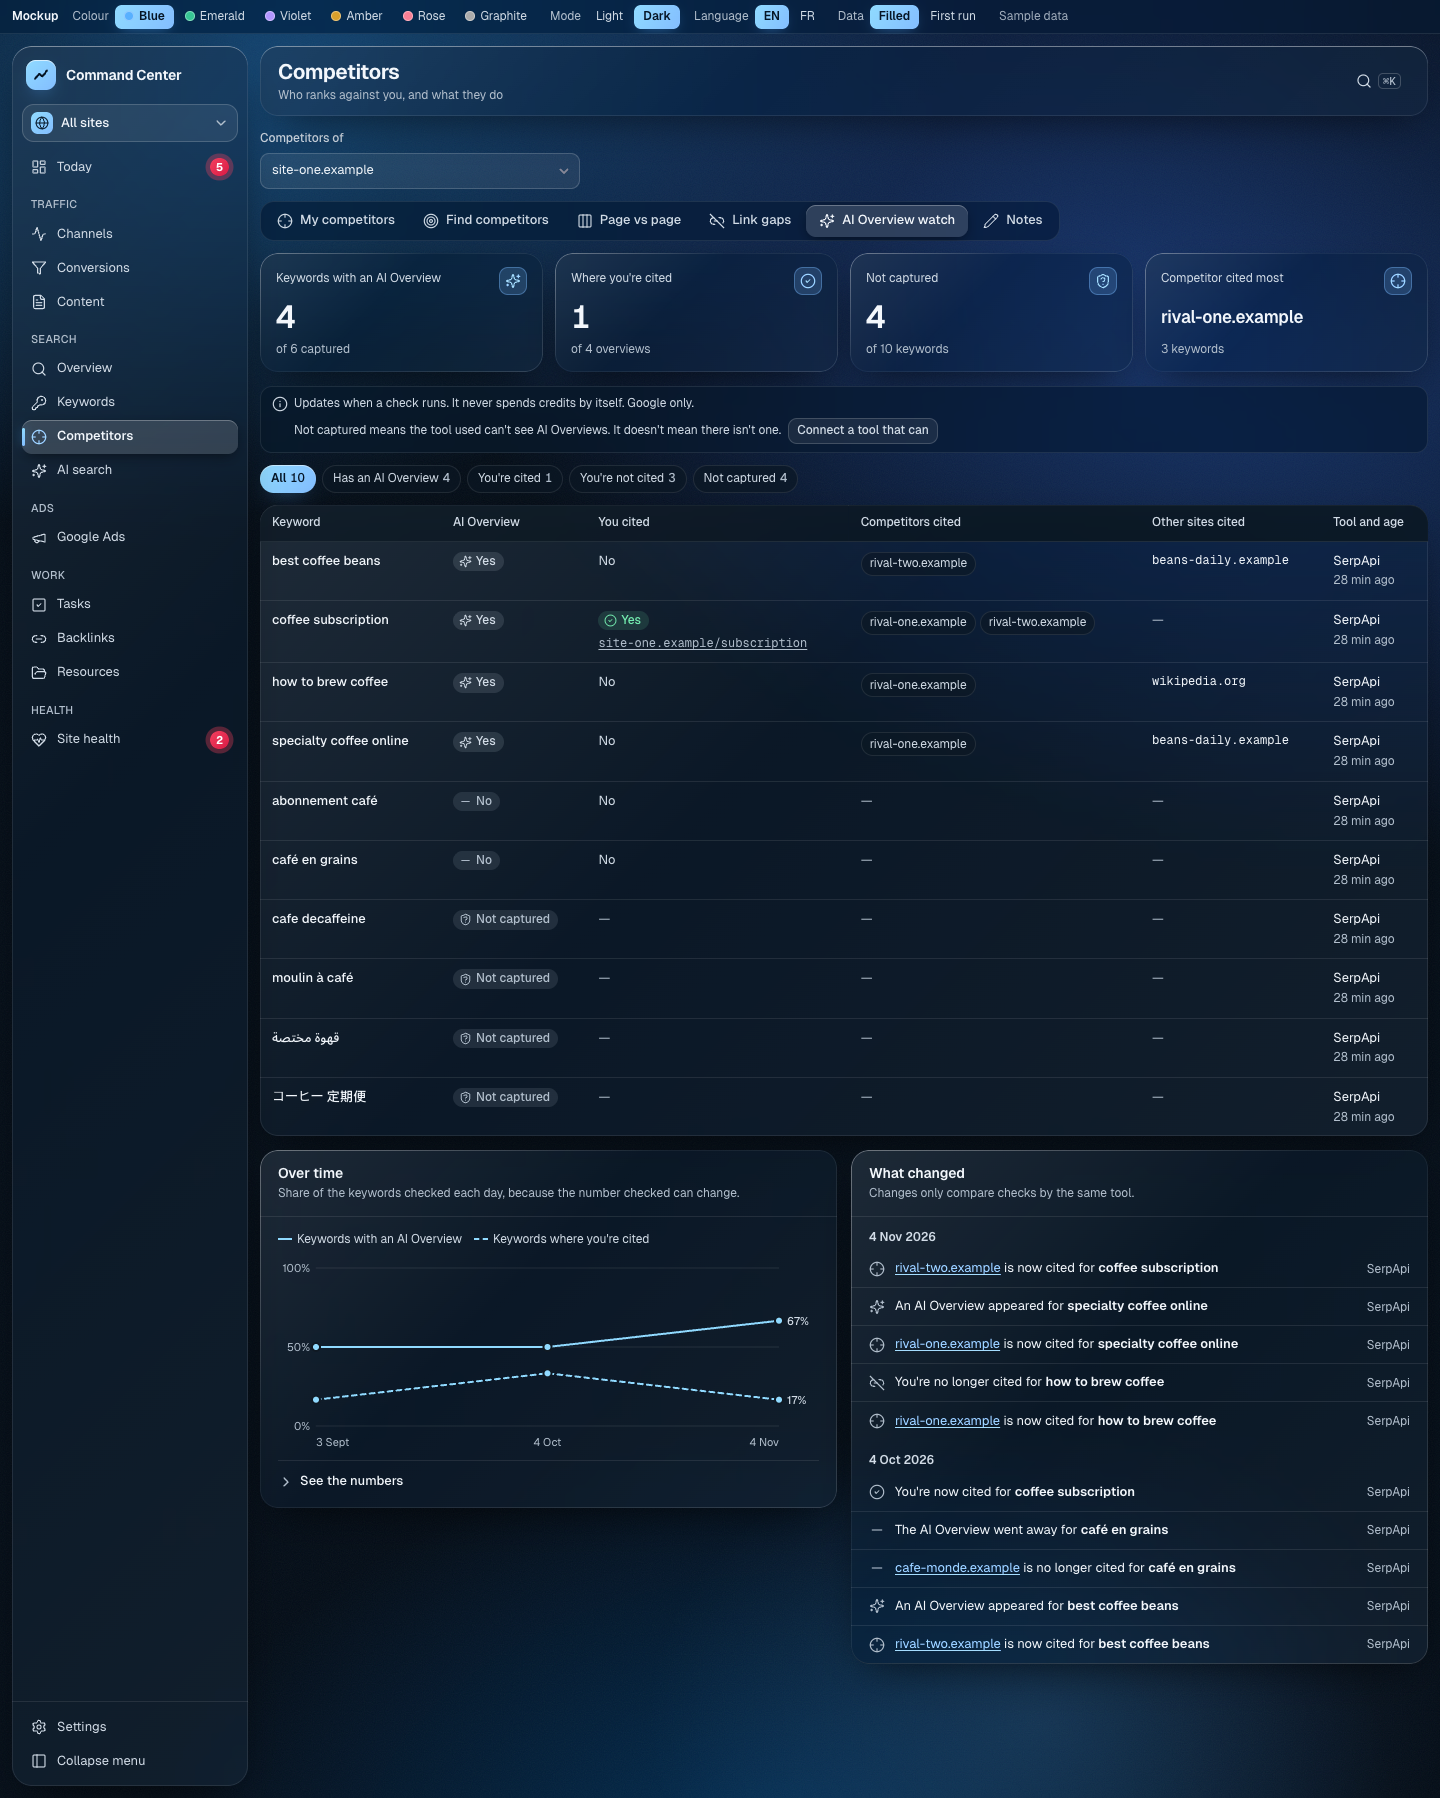 Mockup Colour Blue Emerald Violet Amber Rose Graphite Mode Light Dark Language EN FR Data Filled First run Sample data
Command Center
All sites
Today 5
TRAFFIC
Channels
Conversions
Content
SEARCH
Overview
Keywords
Competitors
AI search
ADS
Google Ads
WORK
Tasks
Backlinks
Resources
HEALTH
Site health 2
Settings
Collapse menu
Competitors
Who ranks against you, and what they do
⌘K
Competitors of
site-one.example
My competitors Find competitors Page vs page Link gaps AI Overview watch Notes
Keywords with an AI Overview
4
of 6 captured
Where you're cited
1
of 4 overviews
Not captured
4
of 10 keywords
Competitor cited most
rival-one.example
3 keywords
Updates when a check runs. It never spends credits by itself. Google only.
Not captured means the tool used can't see AI Overviews. It doesn't mean there isn't one. Connect a tool that can
All 10 Has an AI Overview 4 You're cited 1 You're not cited 3 Not captured 4
Keyword AI Overview You cited Competitors cited Other sites cited Tool and age
best coffee beans Yes No rival-two.example beans-daily.example SerpApi
28 min ago
coffee subscription Yes Yes rival-one.example rival-two.example — SerpApi
site-one.example/subscription 28 min ago
how to brew coffee Yes No rival-one.example wikipedia.org SerpApi
28 min ago
specialty coffee online Yes No rival-one.example beans-daily.example SerpApi
28 min ago
abonnement café — No No — — SerpApi
28 min ago
café en grains — No No — — SerpApi
28 min ago
cafe decaffeine Not captured — — — SerpApi
28 min ago
moulin à café Not captured — — — SerpApi
28 min ago
قهوة مختصة Not captured — — — SerpApi
28 min ago
コーヒー 定期便 Not captured — — — SerpApi
28 min ago
Over time
Share of the keywords checked each day, because the number checked can change.
Keywords with an AI Overview Keywords where you're cited
100%
67%
50%
17%
0%
3 Sept 4 Oct 4 Nov
See the numbers
What changed
Changes only compare checks by the same tool.
4 Nov 2026
rival-two.example is now cited for coffee subscription SerpApi
An AI Overview appeared for specialty coffee online SerpApi
rival-one.example is now cited for specialty coffee online SerpApi
You're no longer cited for how to brew coffee SerpApi
rival-one.example is now cited for how to brew coffee SerpApi
4 Oct 2026
You're now cited for coffee subscription SerpApi
The AI Overview went away for café en grains SerpApi
cafe-monde.example is no longer cited for café en grains SerpApi
An AI Overview appeared for best coffee beans SerpApi
rival-two.example is now cited for best coffee beans SerpApi